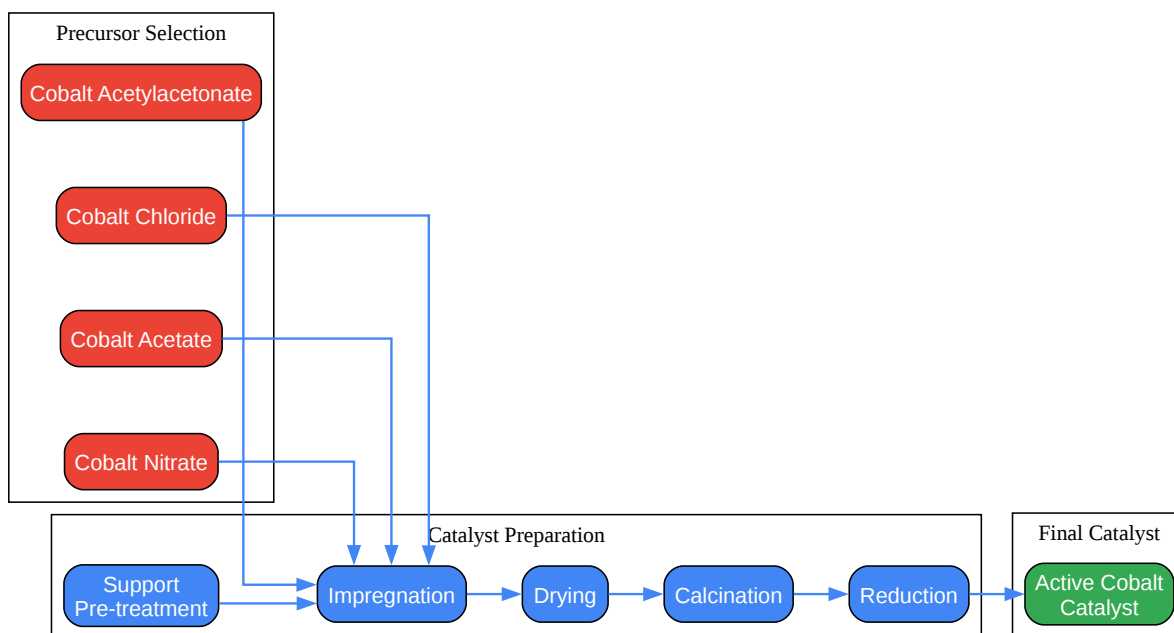 Precursor Selection
Cobalt Acetylacetonate
Cobalt Chloride
Cobalt Acetate
Cobalt Nitrate
Catalyst Preparation
Support
Pre-treatment
Impregnation
Drying
Calcination
Reduction
Final Catalyst
Active Cobalt
Catalyst